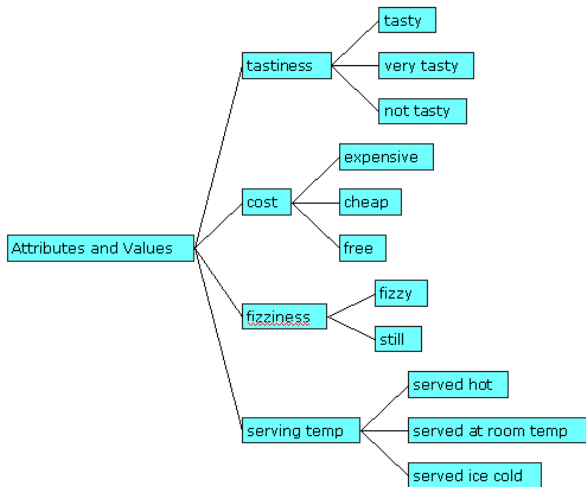 tasty
tastiness
very tasty
not tasty
expensive
cost
cheap
Attributes and Values
free
fizzy
fizziness
still
served hot
serving temp
served at room temp
served ice cold